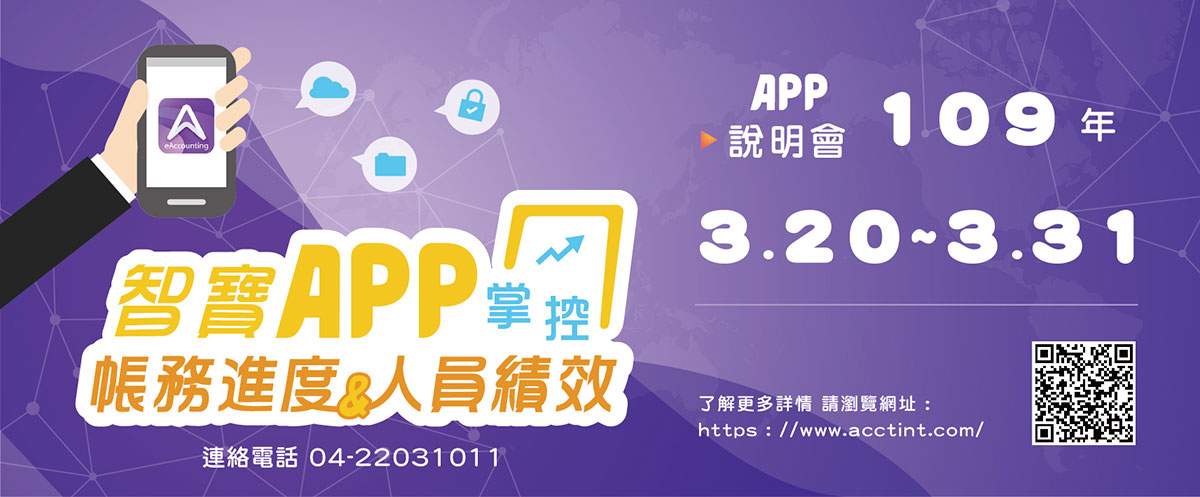 eAccounting
智寶APP掌控
帳務進度&人員績效
連絡電話 04-22031011
APP
說明會
109 年
3.20~3.31
了解更多詳情 請瀏覽網址：
https：//www.acctint.com/